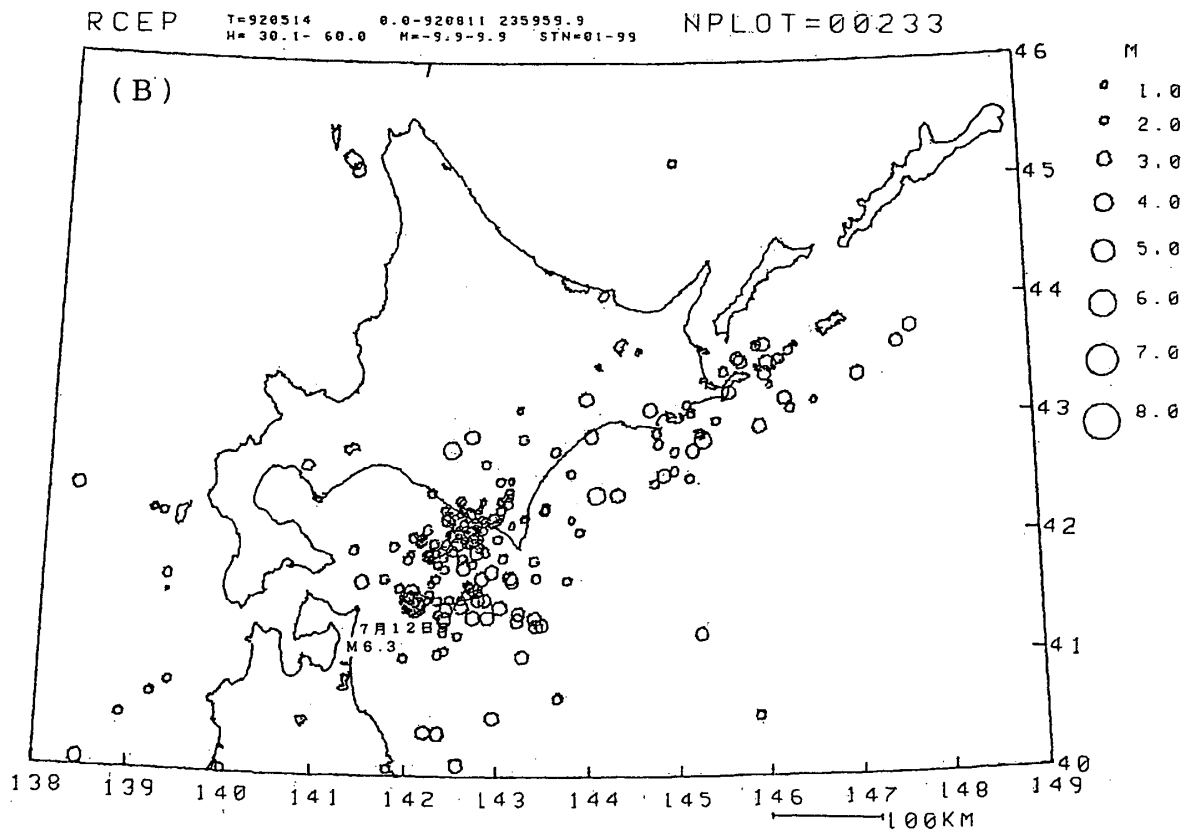 RCEP T=920514 0.0-920811 235959.9 NPLOT=00233
H= 30.1- 60.0 M=-9.9-9.9 STN=01-99
(B)
M
1.0
2.0
3.0
4.0
5.0
6.0
7.0
8.0
46
45
44
43
42
41
40
7月12日
M6.3
138 139 140 141 142 143 144 145 146 147 148 149
100KM